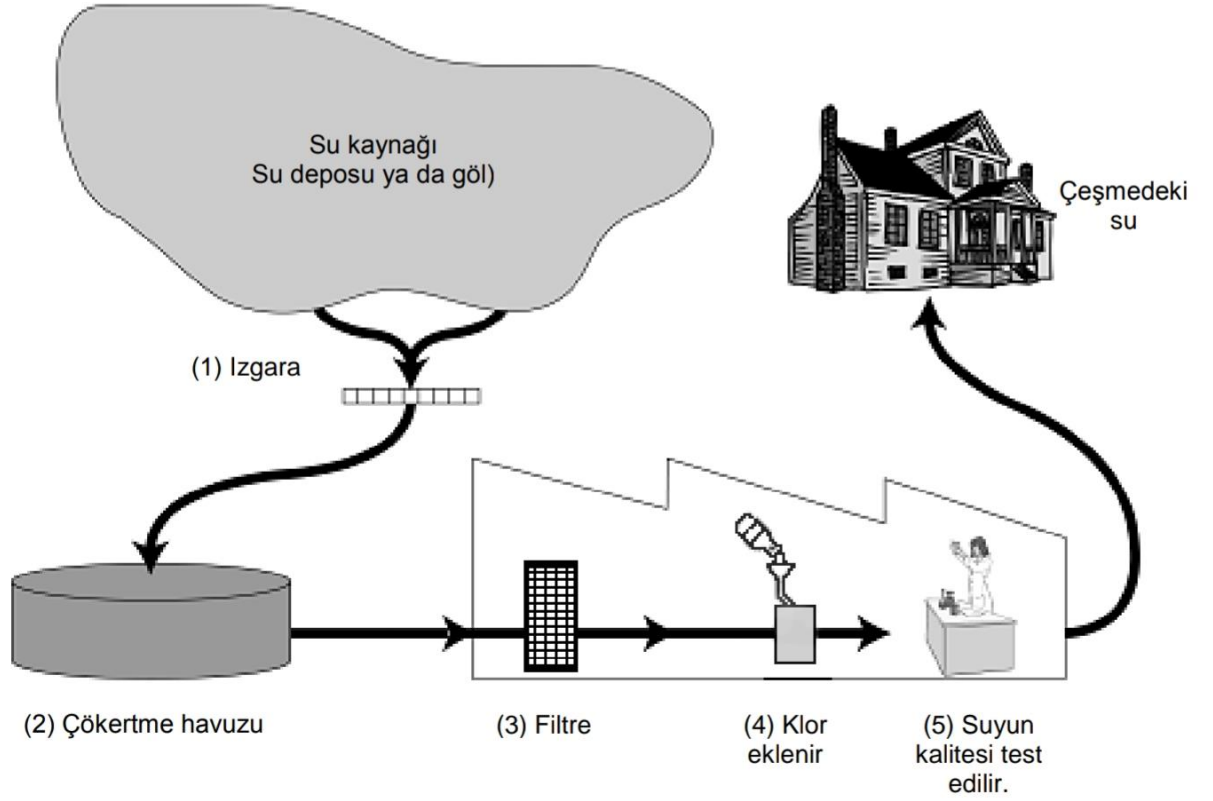 Su kaynağı
Su deposu ya da göl)
Çeşmedeki
su
(1) Izgara
(2) Çökertme havuzu
(3) Filtre
(4) Klor
eklenir
(5) Suyun
kalitesi test
edilir.